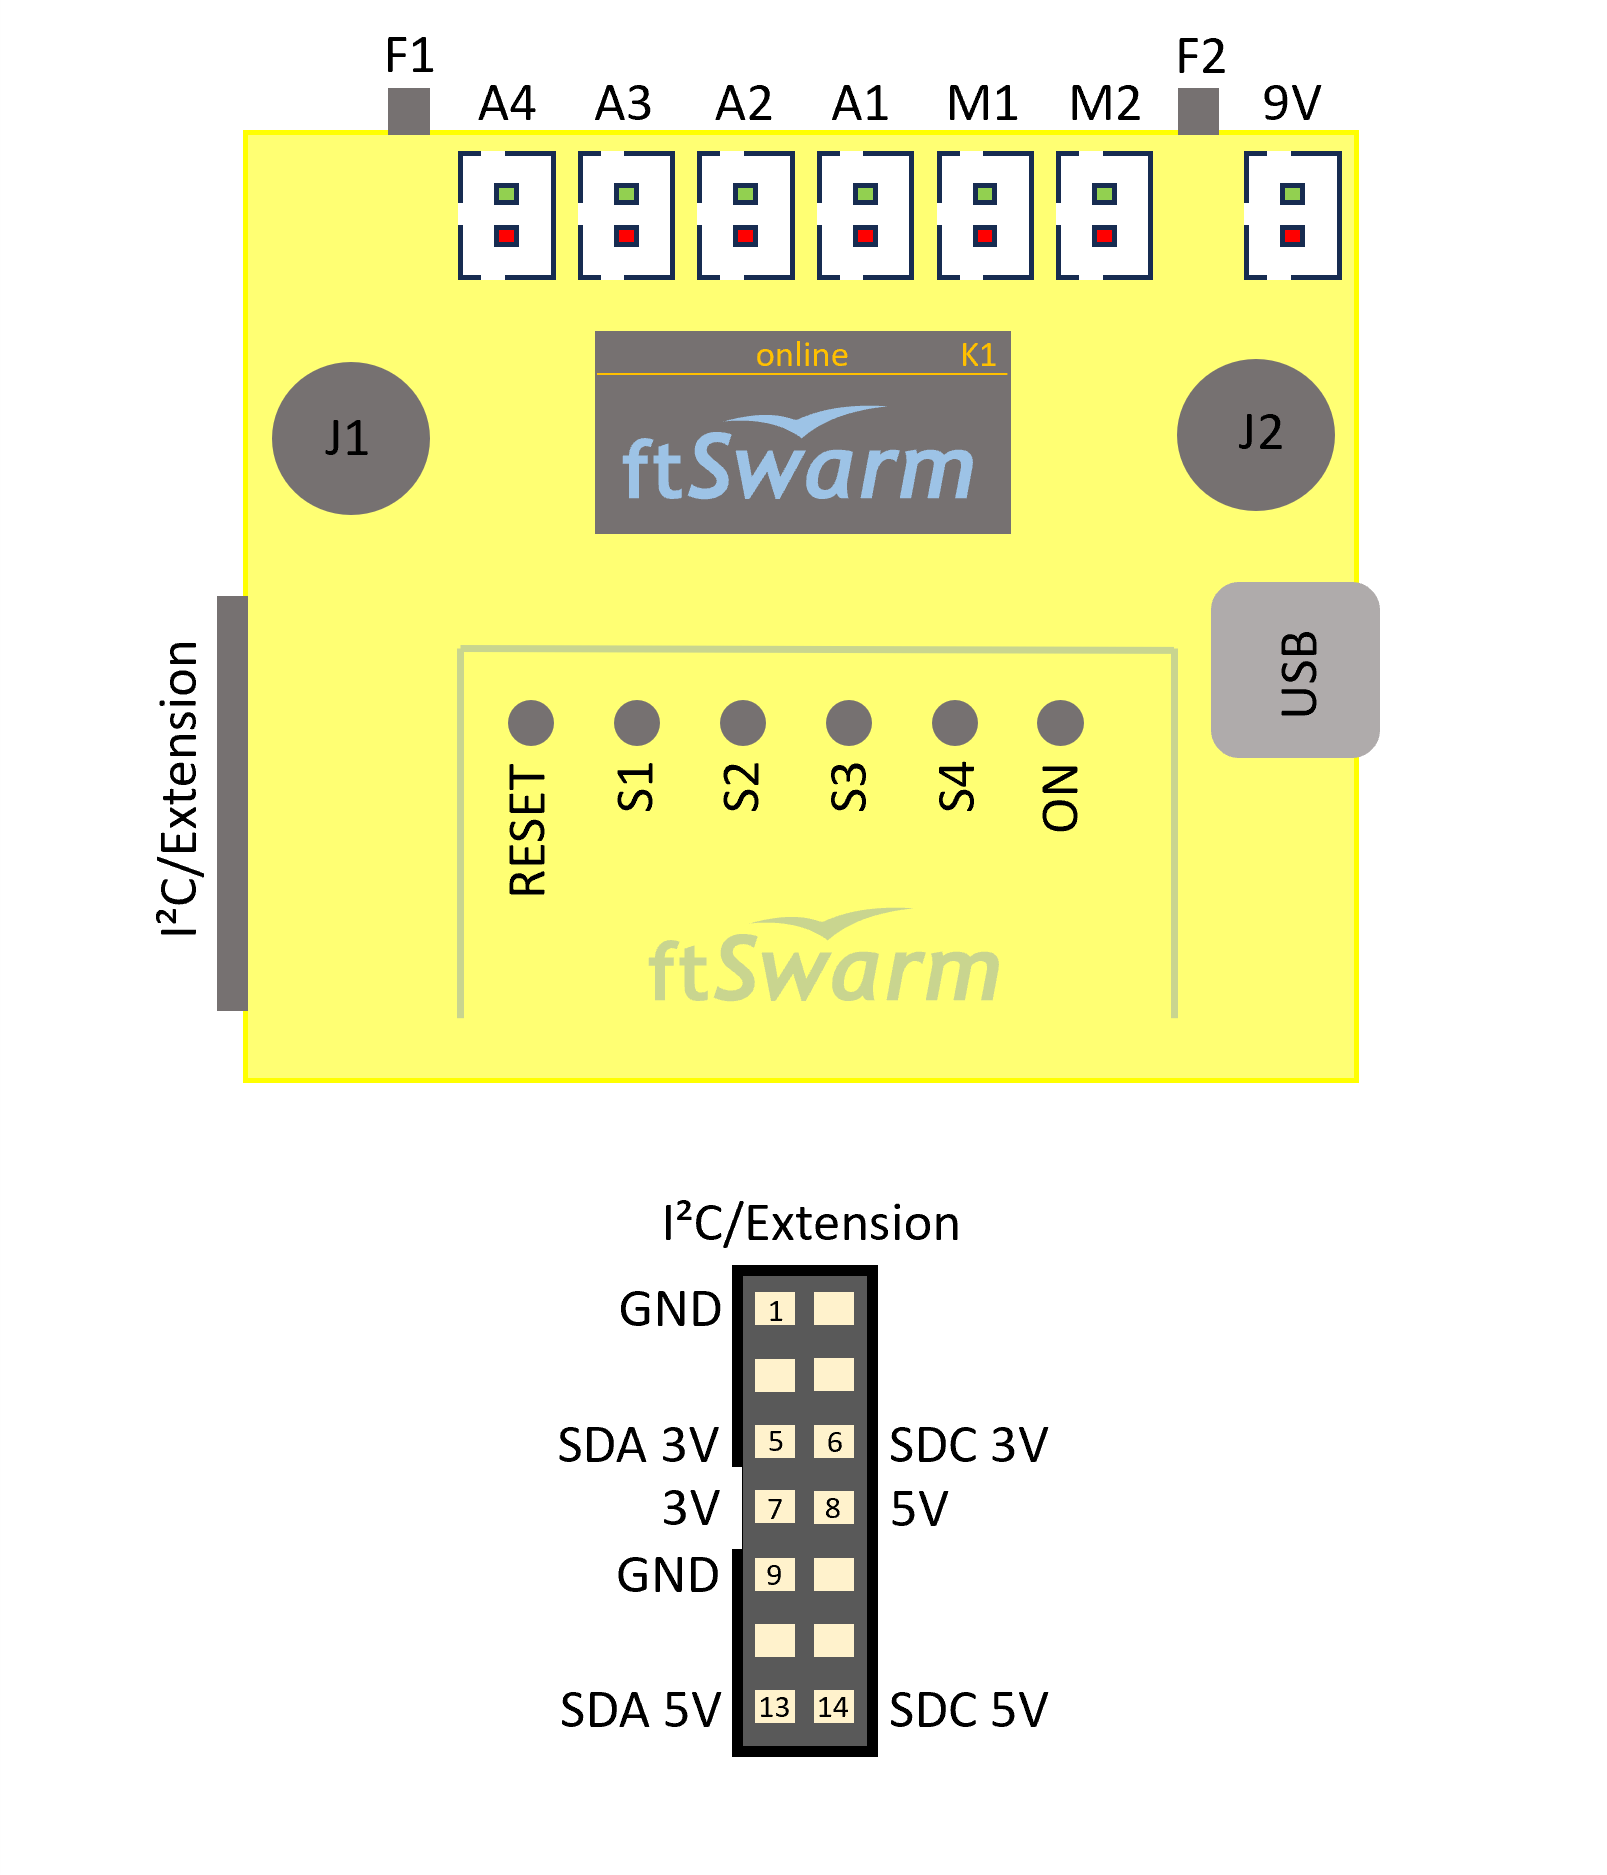 F1
F2
A4 A3 A2 A1 M1 M2 9V
online K1
ftSwarm
J1
J2
I²C/Extension
USB
RESET S1 S2 S3 S4 ON
ftSwarm
I²C/Extension
GND 1
SDA 3V 5 6 SDC 3V
3V 7 8 5V
GND 9
SDA 5V 13 14 SDC 5V